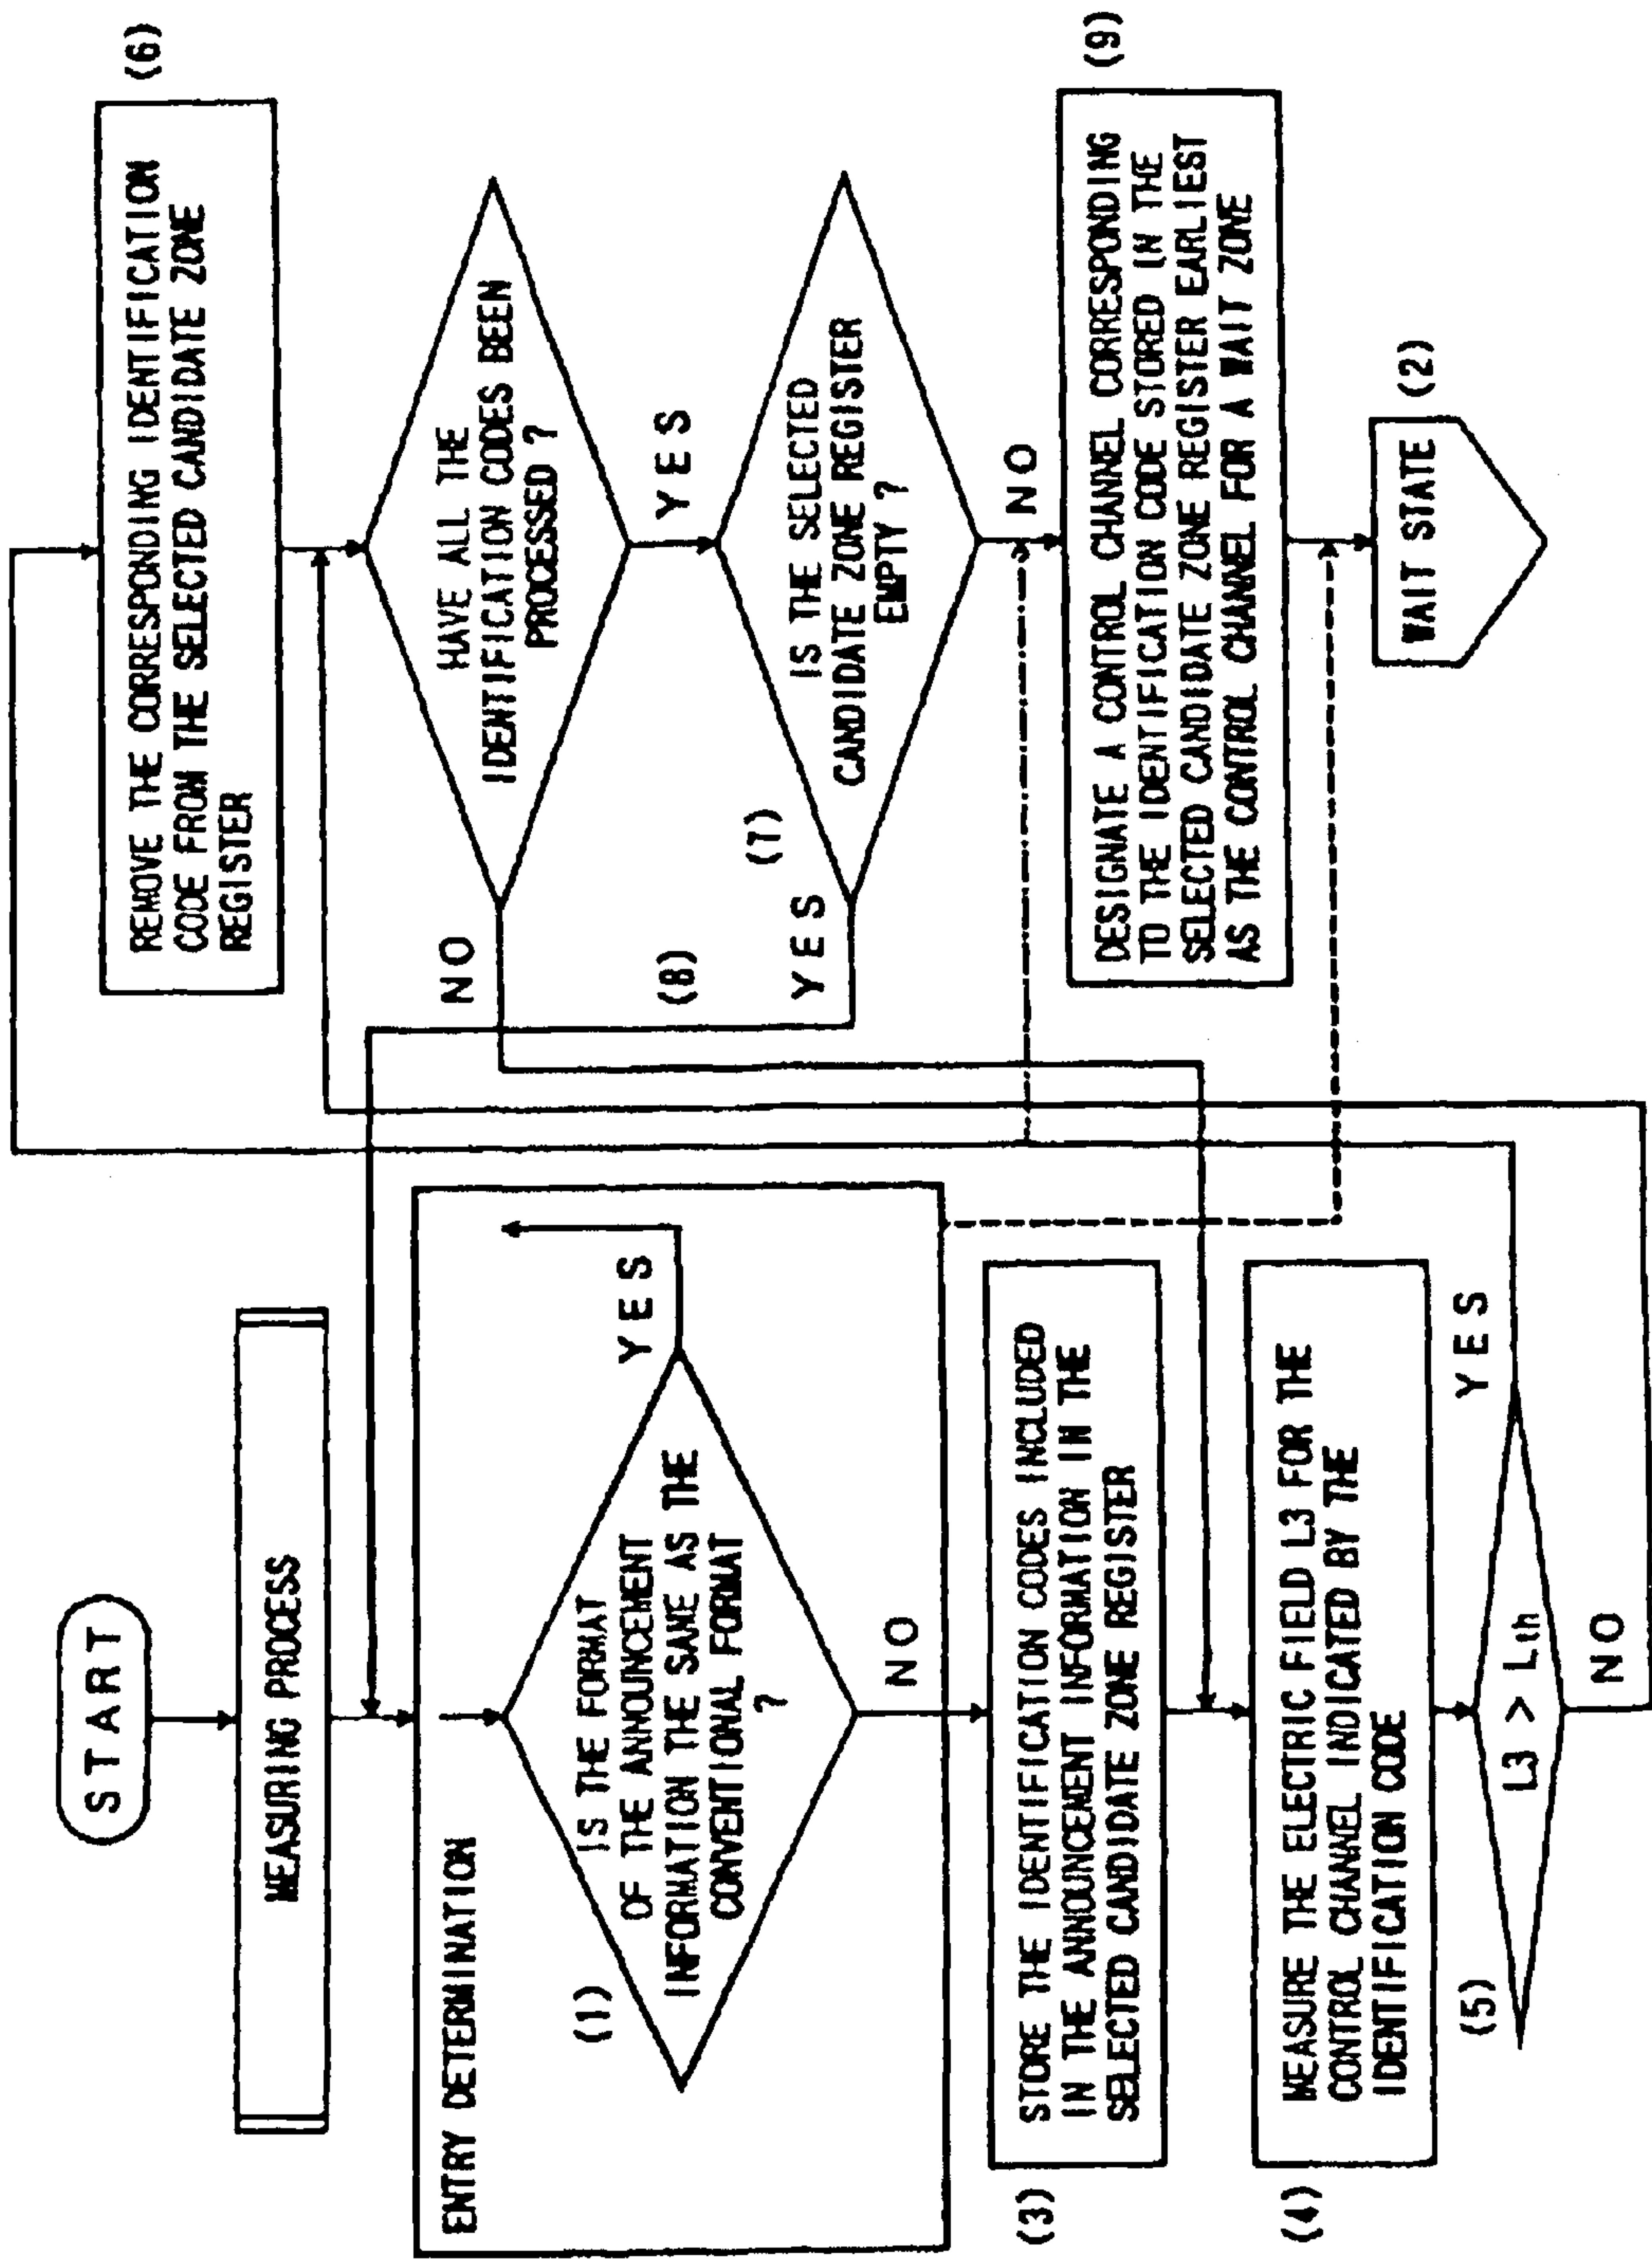 START
MEASURING PROCESS
ENTRY DETERMINATION
(1)
IS THE FORMAT
OF THE ANNOUNCEMENT
INFORMATION THE SAME AS THE
CONVENTIONAL FORMAT
?
YES
NO
(3)
STORE THE IDENTIFICATION CODES INCLUDED
IN THE ANNOUNCEMENT INFORMATION IN THE
SELECTED CANDIDATE ZONE REGISTER
(4)
MEASURE THE ELECTRIC FIELD L3 FOR THE
CONTROL CHANNEL INDICATED BY THE
IDENTIFICATION CODE
(5)
L3 > Lth
YES
NO
(6)
REMOVE THE CORRESPONDING IDENTIFICATION
CODE FROM THE SELECTED CANDIDATE ZONE
REGISTER
HAVE ALL THE
IDENTIFICATION CODES BEEN
PROCESSED ?
NO
YES
(8)
(7)
IS THE SELECTED
CANDIDATE ZONE REGISTER
EMPTY ?
YES
NO
(9)
DESIGNATE A CONTROL CHANNEL CORRESPONDING
TO THE IDENTIFICATION CODE STORED IN THE
SELECTED CANDIDATE ZONE REGISTER EARLIEST
AS THE CONTROL CHANNEL FOR A WAIT ZONE
WAIT STATE
(2)